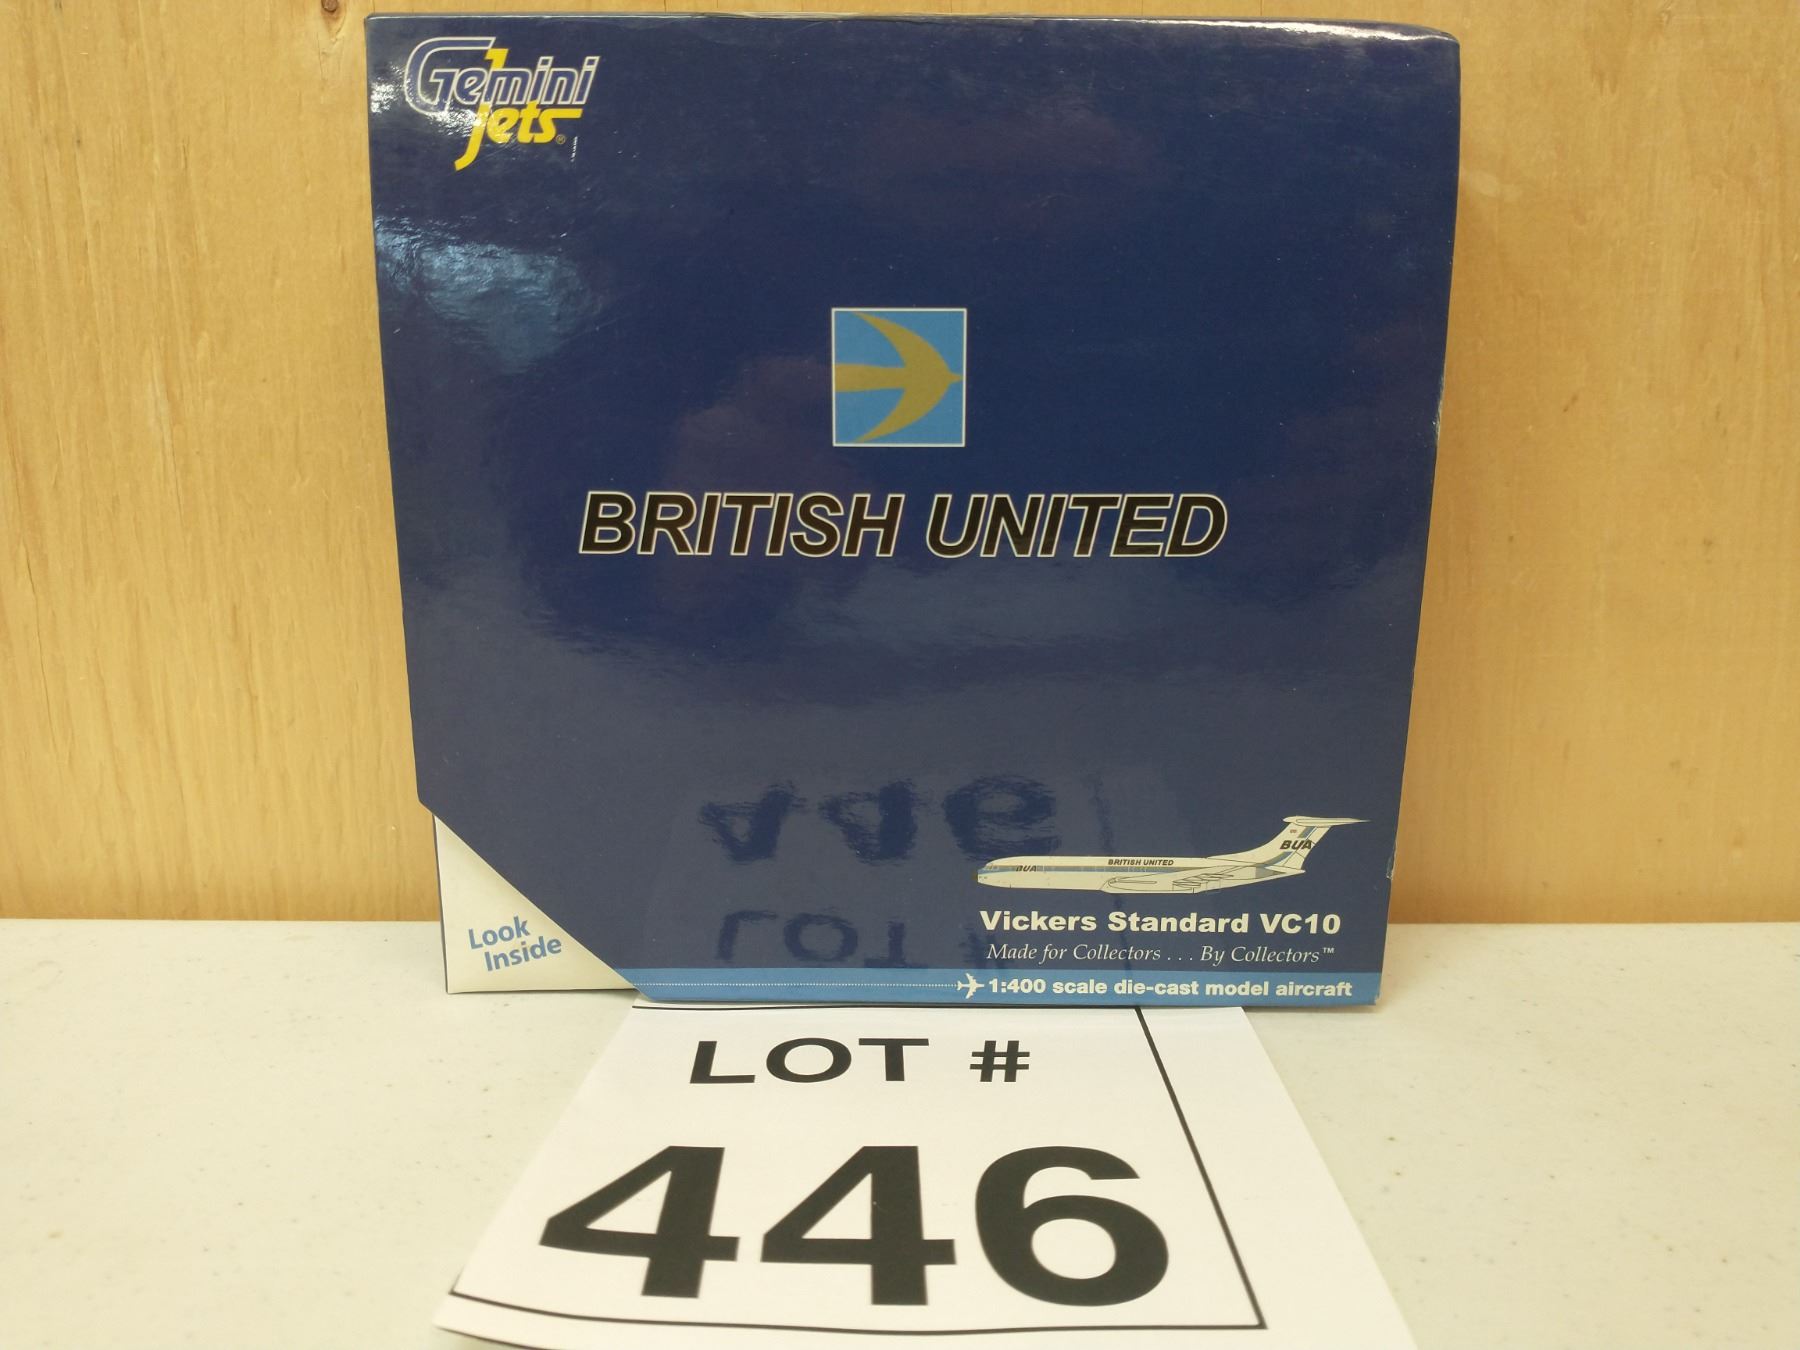 Gemini
Jets®
BRITISH UNITED
BUA
BRITISH UNITED
BUA
Vickers Standard VC10
Made for Collectors . . . By Collectors™
1:400 scale die-cast model aircraft
Look
Inside
LOT #
446